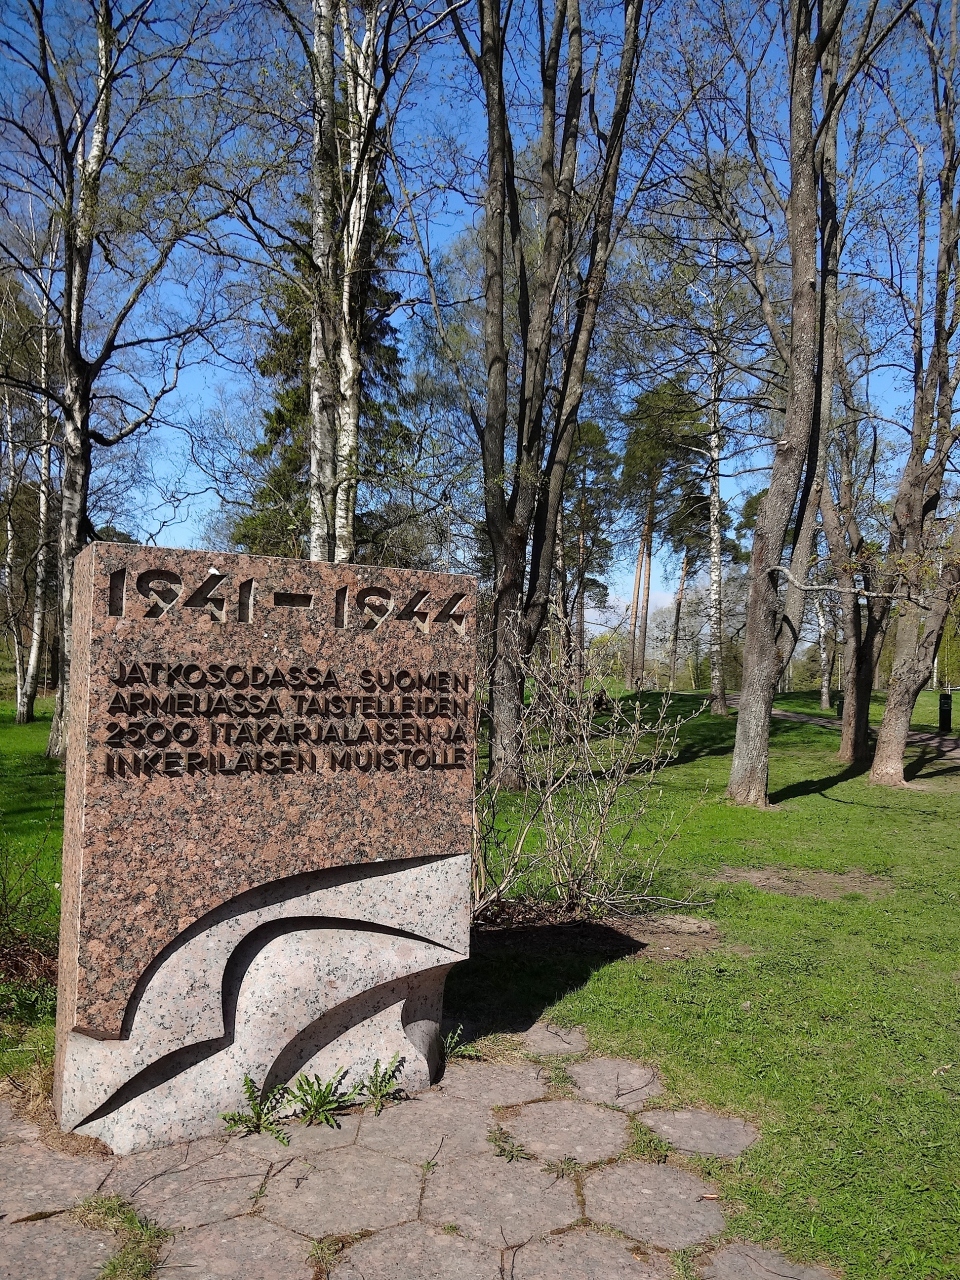 1941-1944
JATKOSODASSA SUOMEN
ARMEIJASSA TAISTELLEIDEN
2500 ITÄKARJALAISEN JA
INKERILÄISEN MUISTOLLE